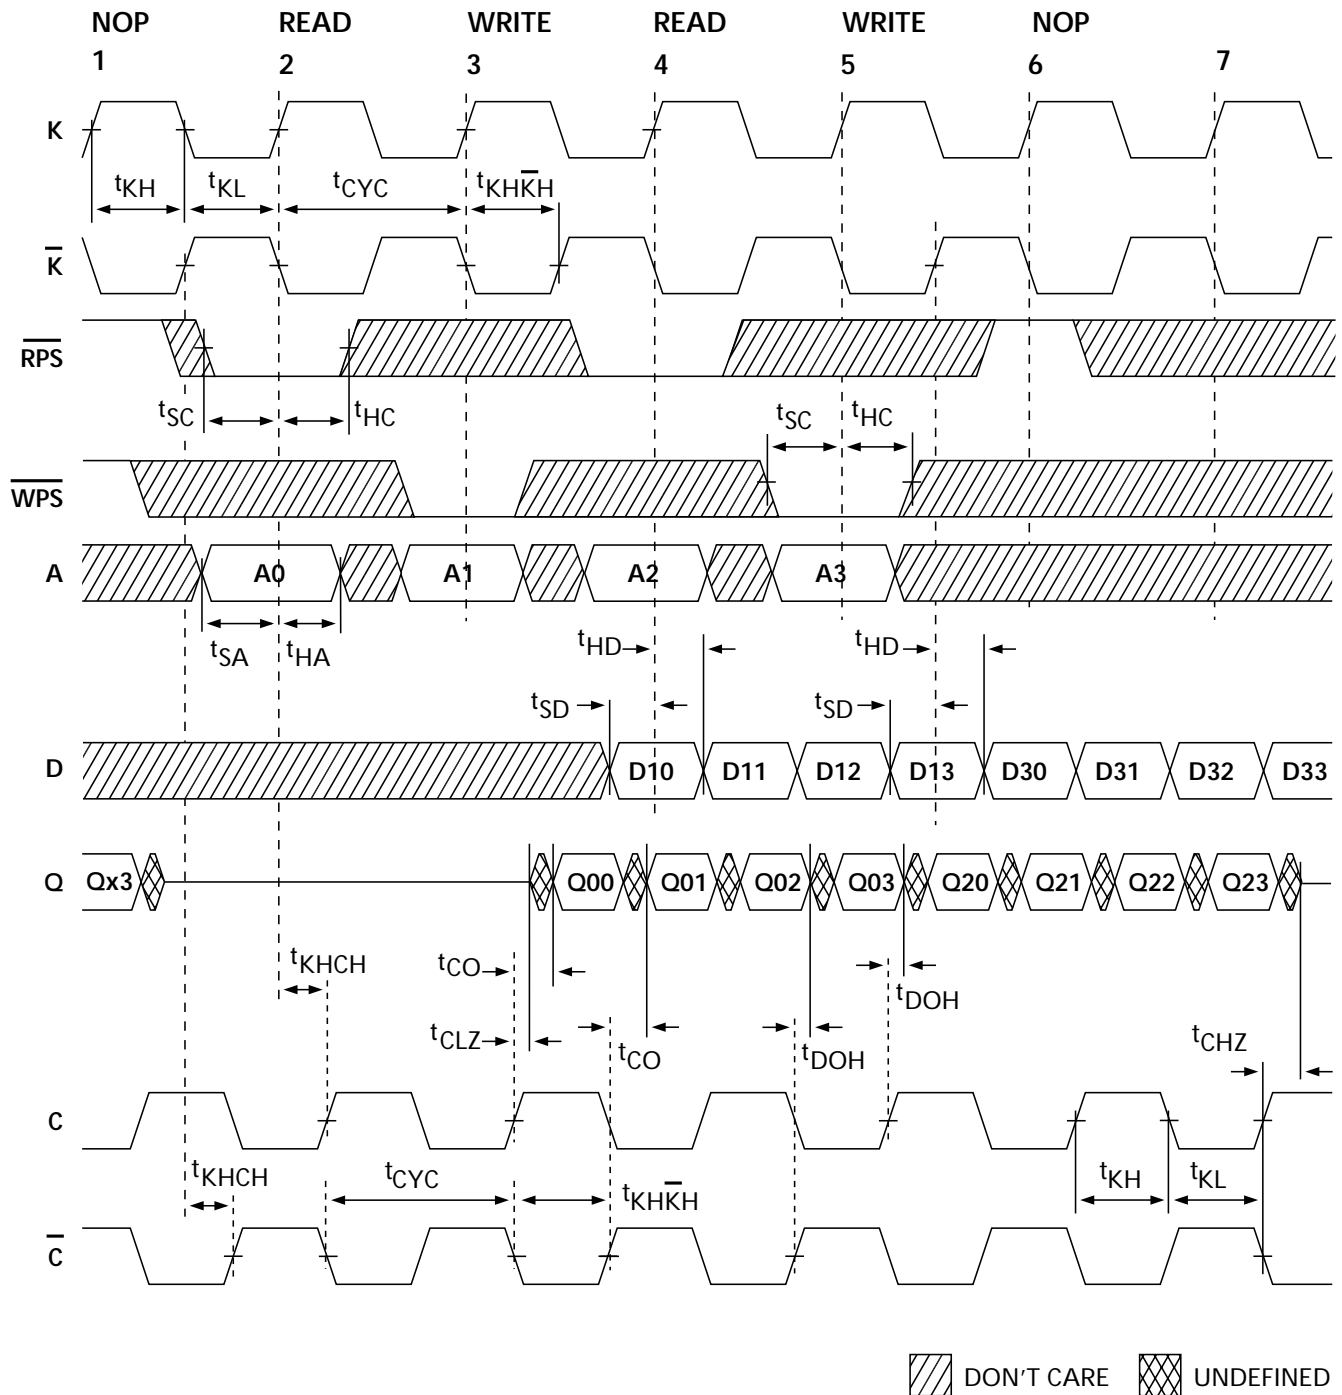 NOP READ WRITE READ WRITE NOP
1 2 3 4 5 6 7
K
tKH tKL tCYC tKHK̅H
K̅
R̅P̅S̅
tSC tHC tSC tHC
W̅P̅S̅
A A0 A1 A2 A3
tSA tHA tHD tHD
tSD tSD
D D10 D11 D12 D13 D30 D31 D32 D33
Q Qx3 Q00 Q01 Q02 Q03 Q20 Q21 Q22 Q23
tKHCH tCO tDOH
tCLZ tCO tDOH tCHZ
C
tKHCH tCYC tKHK̅H tKH tKL
C̅
DON'T CARE UNDEFINED